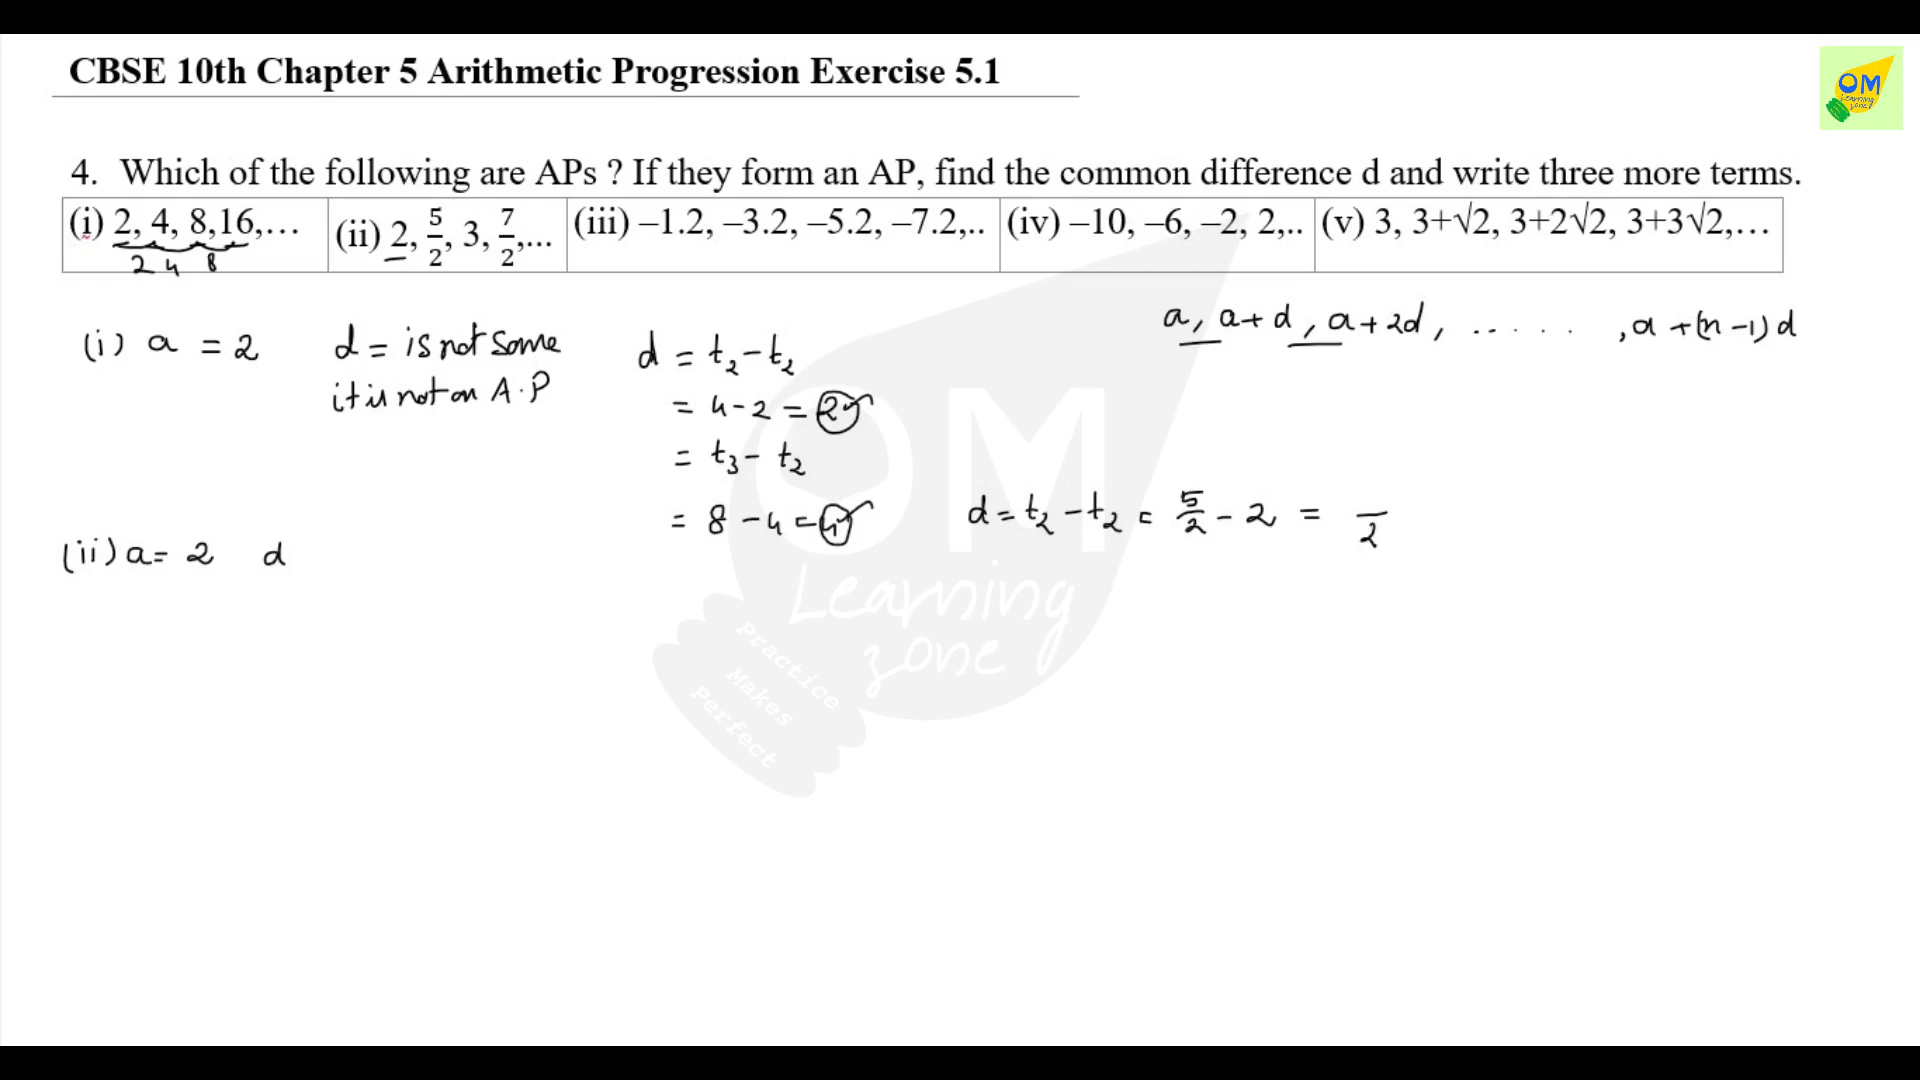 CBSE 10th Chapter 5 Arithmetic Progression Exercise 5.1
OM
Learning
zone
4. Which of the following are APs ? If they form an AP, find the common difference d and write three more terms.
(i) 2, 4, 8,16,… (ii) 2, 5/2, 3, 7/2,... (iii) –1.2, –3.2, –5.2, –7.2,.. (iv) –10, –6, –2, 2,.. (v) 3, 3+√2, 3+2√2, 3+3√2,…
2 4 8
a, a+d, a+2d, ..... , a+(n-1)d
(i) a = 2 d = is not same d = t2-t2
it is not an A.P = 4-2 = 2
= t3- t2
= 8-4 = 4 d = t2-t2 = 5/2 - 2 = /2
(ii) a= 2 d
OM
Learning
zone
Practice
Makes
Perfect